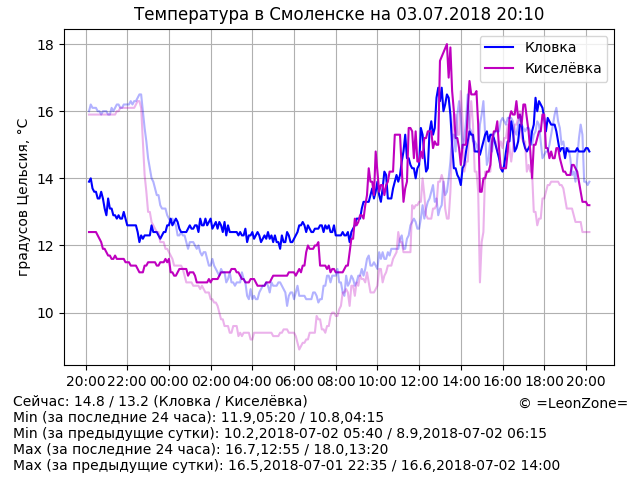 Температура в Смоленске на 03.07.2018 20:10
18
16
14
12
10
градусов Цельсия, °C
Кловка
Киселёвка
20:00 22:00 00:00 02:00 04:00 06:00 08:00 10:00 12:00 14:00 16:00 18:00 20:00
Сейчас: 14.8 / 13.2 (Кловка / Киселёвка)
© =LeonZone=
Min (за последние 24 часа): 11.9,05:20 / 10.8,04:15
Min (за предыдущие сутки): 10.2,2018-07-02 05:40 / 8.9,2018-07-02 06:15
Max (за последние 24 часа): 16.7,12:55 / 18.0,13:20
Max (за предыдущие сутки): 16.5,2018-07-01 22:35 / 16.6,2018-07-02 14:00